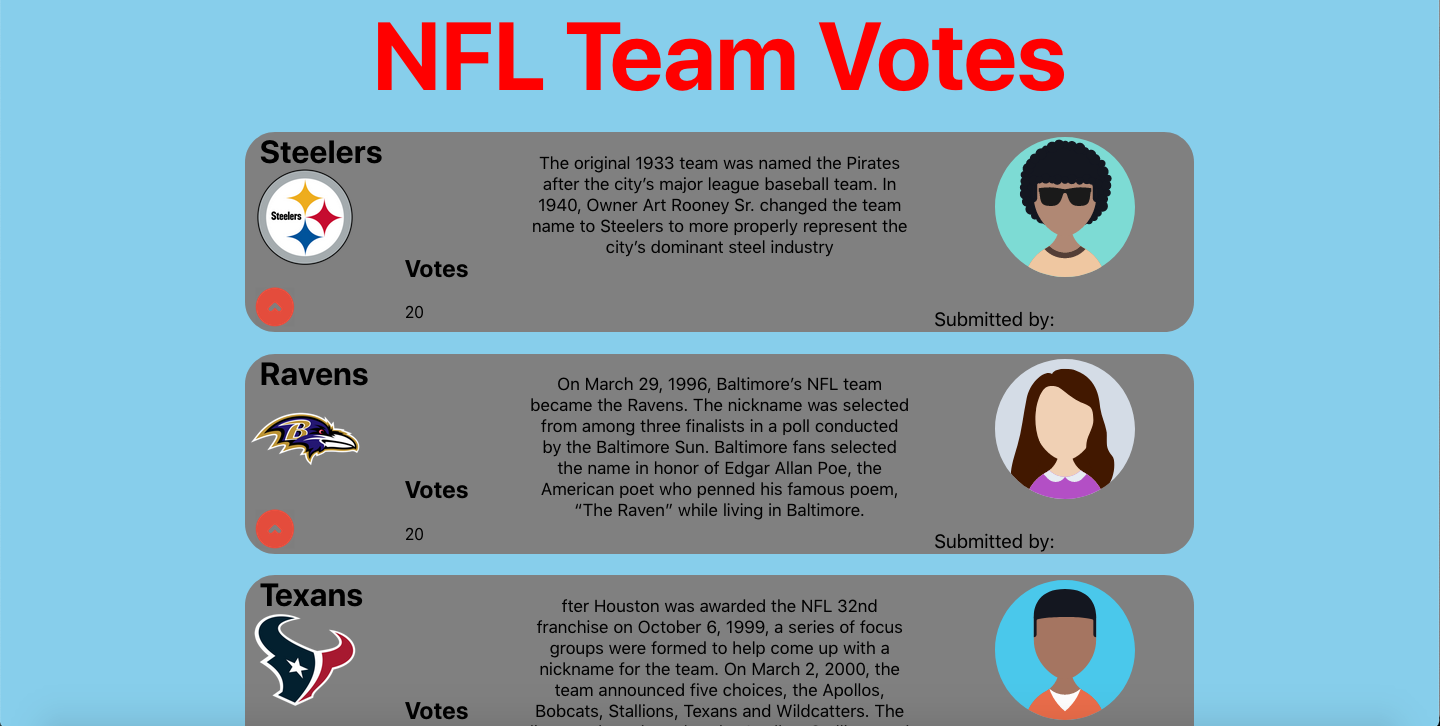 NFL Team Votes
Steelers
Steelers
The original 1933 team was named the Pirates
after the city’s major league baseball team. In
1940, Owner Art Rooney Sr. changed the team
name to Steelers to more properly represent the
city’s dominant steel industry
Votes
20
Submitted by:
Ravens
B
On March 29, 1996, Baltimore’s NFL team
became the Ravens. The nickname was selected
from among three finalists in a poll conducted
by the Baltimore Sun. Baltimore fans selected
the name in honor of Edgar Allan Poe, the
American poet who penned his famous poem,
“The Raven” while living in Baltimore.
Votes
20
Submitted by:
Texans
fter Houston was awarded the NFL 32nd
franchise on October 6, 1999, a series of focus
groups were formed to help come up with a
nickname for the team. On March 2, 2000, the
team announced five choices, the Apollos,
Bobcats, Stallions, Texans and Wildcatters. The
Votes